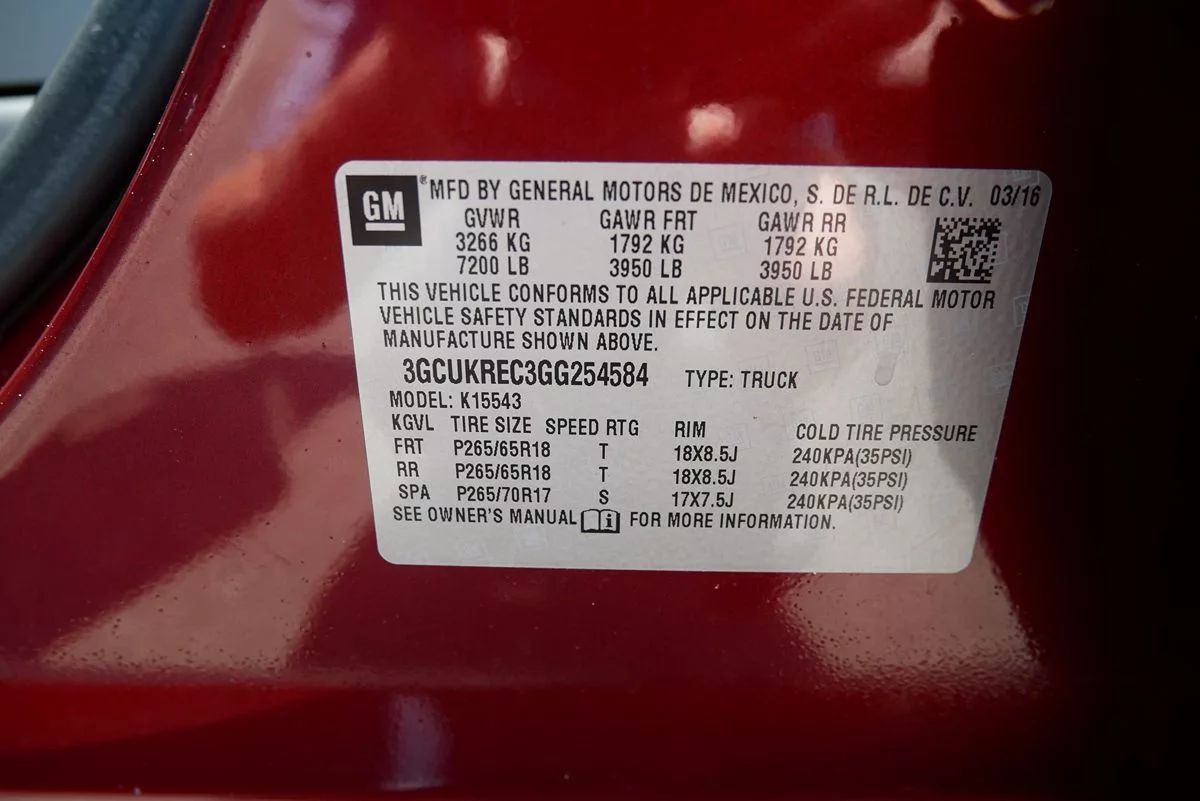 GM ® MFD BY GENERAL MOTORS DE MEXICO, S. DE R.L. DE C.V. 03/16
GVWR GAWR FRT GAWR RR
3266 KG 1792 KG 1792 KG
7200 LB 3950 LB 3950 LB
THIS VEHICLE CONFORMS TO ALL APPLICABLE U.S. FEDERAL MOTOR
VEHICLE SAFETY STANDARDS IN EFFECT ON THE DATE OF
MANUFACTURE SHOWN ABOVE.
3GCUKREC3GG254584 TYPE: TRUCK
MODEL: K15543
KGVL TIRE SIZE SPEED RTG RIM COLD TIRE PRESSURE
FRT P265/65R18 T 18X8.5J 240KPA(35PSI)
RR P265/65R18 T 18X8.5J 240KPA(35PSI)
SPA P265/70R17 S 17X7.5J 240KPA(35PSI)
SEE OWNER'S MANUAL i FOR MORE INFORMATION.